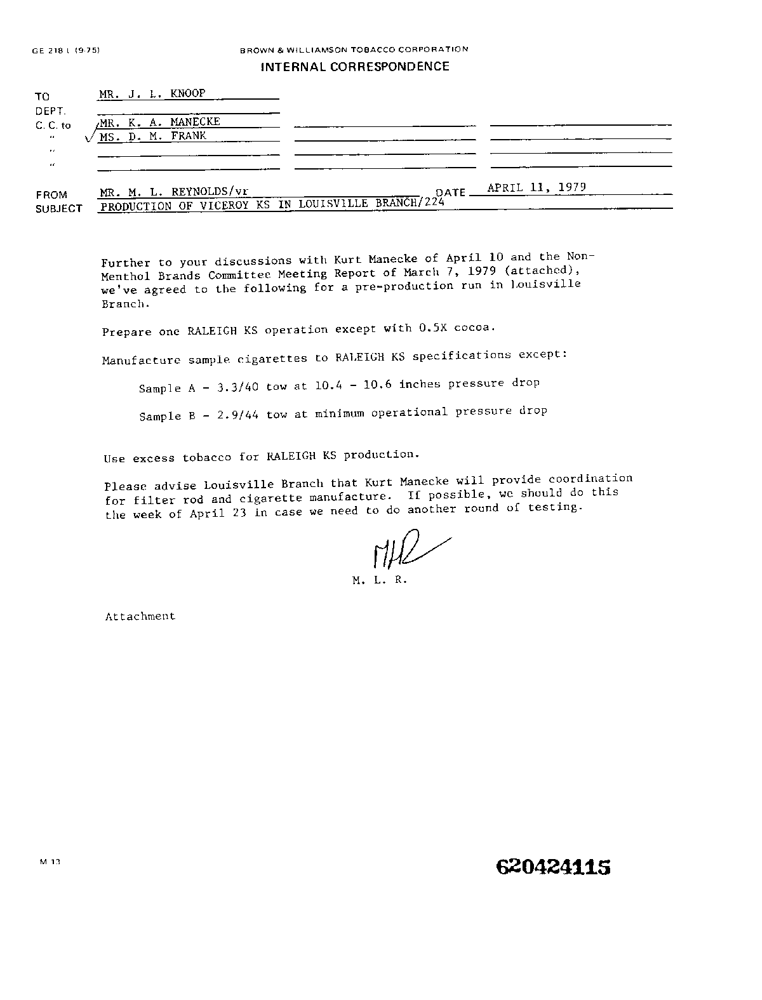 GE 218 L (9-75)
BROWN & WILLIAMSON TOBACCO CORPORATION
INTERNAL CORRESPONDENCE
TO MR. J. L. KNOOP
DEPT.
C. C. to MR. K. A. MANECKE
" MS. D. M. FRANK
"
"
FROM MR. M. L. REYNOLDS/vr DATE APRIL 11, 1979
SUBJECT PRODUCTION OF VICEROY KS IN LOUISVILLE BRANCH/224
Further to your discussions with Kurt Manecke of April 10 and the Non-
Menthol Brands Committee Meeting Report of March 7, 1979 (attached),
we've agreed to the following for a pre-production run in Louisville
Branch.
Prepare one RALEIGH KS operation except with 0.5X cocoa.
Manufacture sample cigarettes to RALEIGH KS specifications except:
Sample A - 3.3/40 tow at 10.4 - 10.6 inches pressure drop
Sample B - 2.9/44 tow at minimum operational pressure drop
Use excess tobacco for RALEIGH KS production.
Please advise Louisville Branch that Kurt Manecke will provide coordination
for filter rod and cigarette manufacture. If possible, we should do this
the week of April 23 in case we need to do another round of testing.
MLR
M. L. R.
Attachment
M 13
620424115